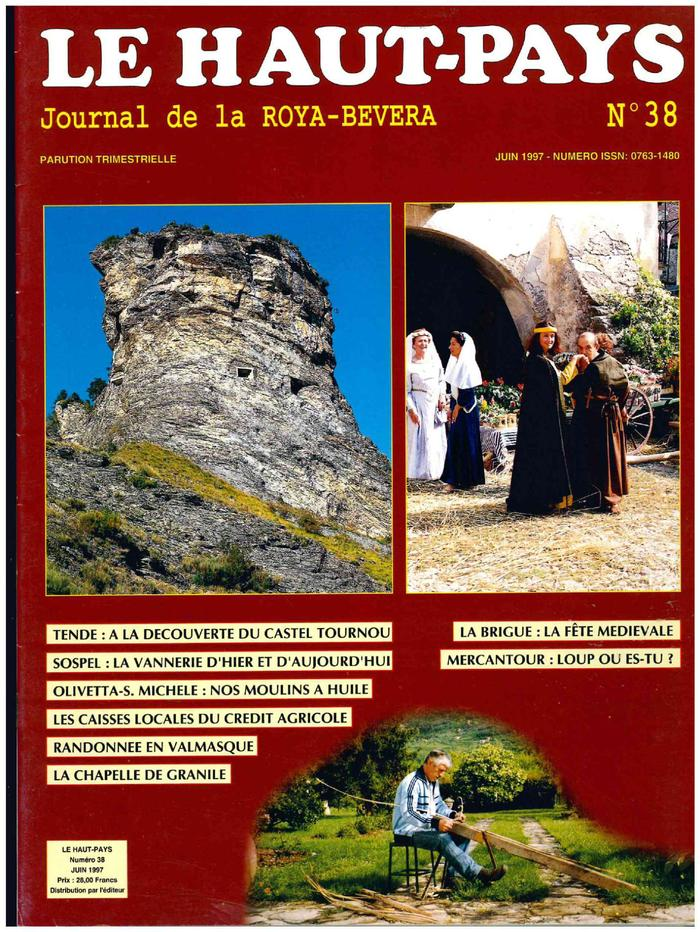 LE HAUT-PAYS
Journal de la ROYA-BEVERA
N°38
PARUTION TRIMESTRIELLE
JUIN 1997 - NUMERO ISSN: 0763-1480
TENDE : A LA DECOUVERTE DU CASTEL TOURNOU
SOSPEL : LA VANNERIE D'HIER ET D'AUJOURD'HUI
OLIVETTA-S. MICHELE : NOS MOULINS A HUILE
LES CAISSES LOCALES DU CREDIT AGRICOLE
RANDONNEE EN VALMASQUE
LA CHAPELLE DE GRANILE
LA BRIGUE : LA FÊTE MEDIEVALE
MERCANTOUR : LOUP OU ES-TU ?
LE HAUT-PAYS
Numéro 38
JUIN 1997
Prix : 28,00 Francs
Distribution par l'éditeur